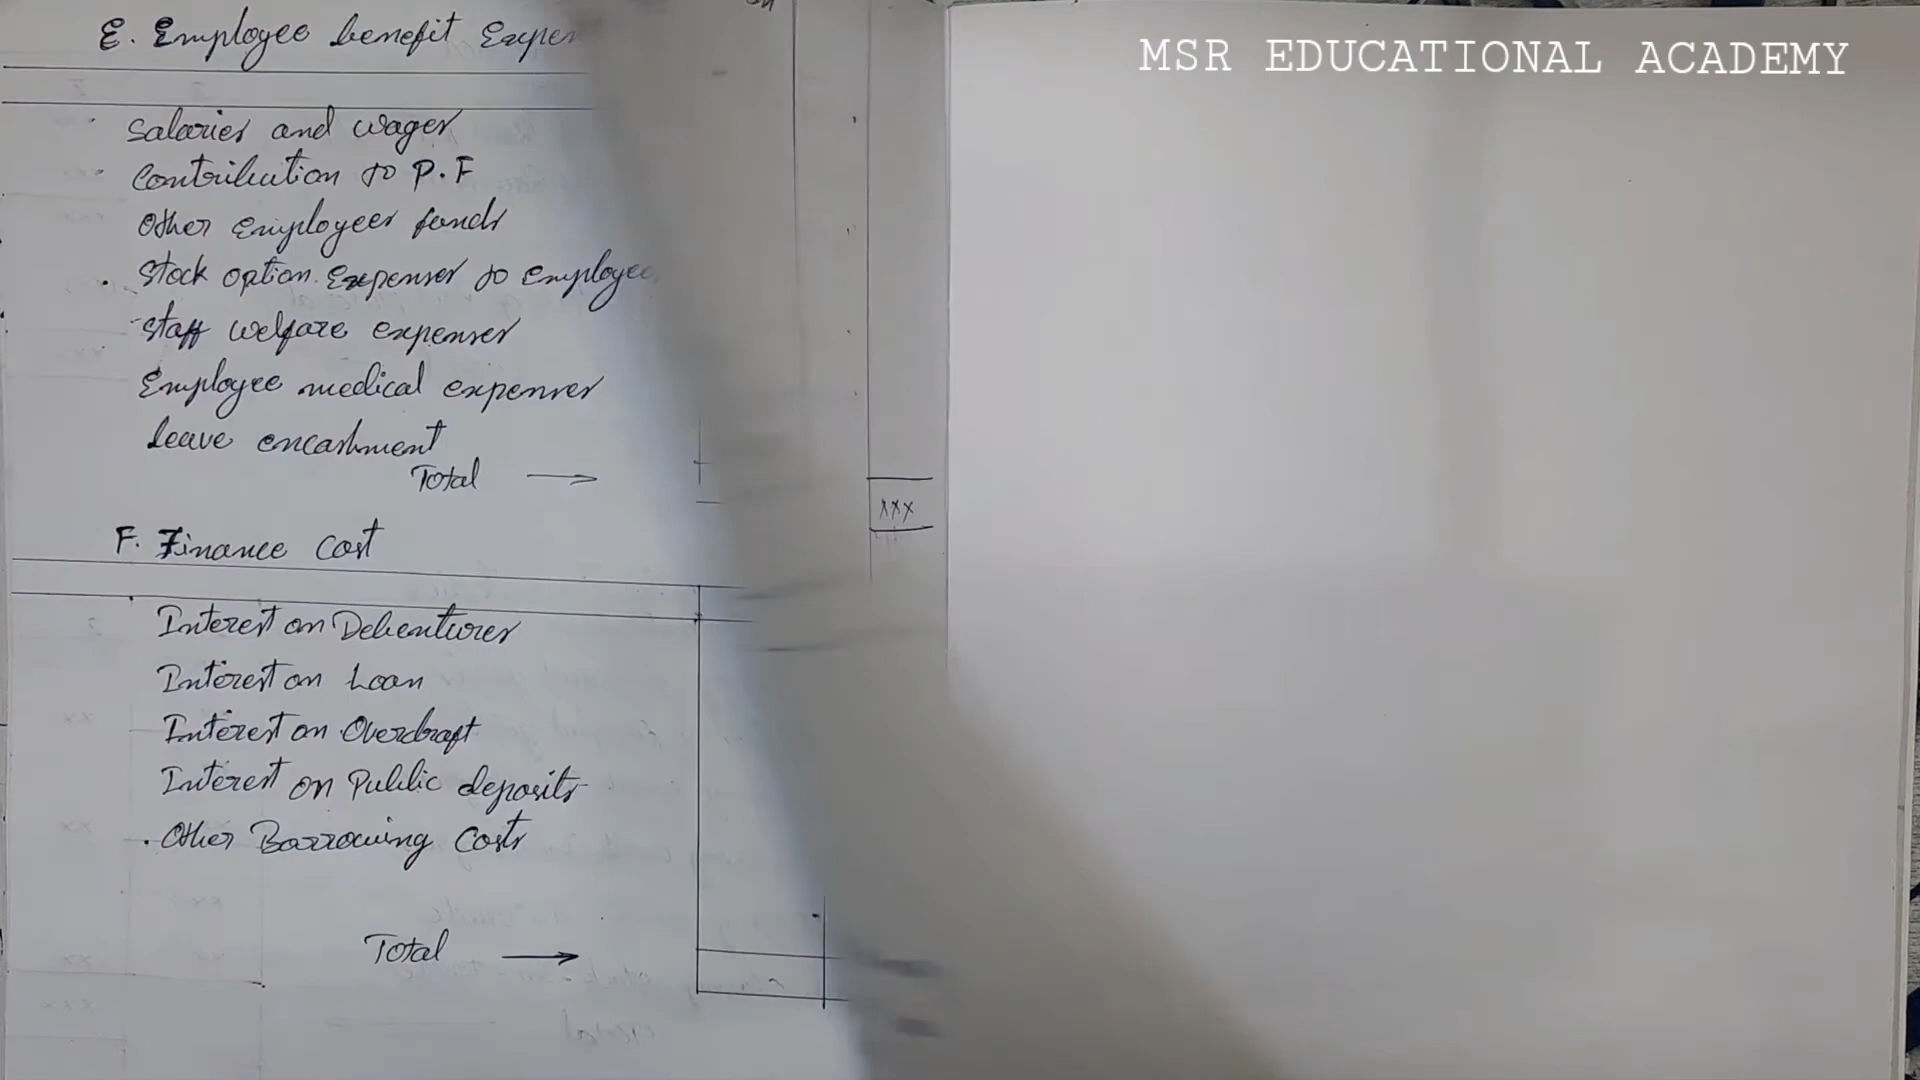 E. Employee benefit Expen
MSR EDUCATIONAL ACADEMY
Salaries and wages
Contribution to P.F
Other Employees funds
Stock option Expenses to Employee
Staff welfare expenses
Employee medical expenses
leave encashment
Total →
xxx
F. Finance Cost
Interest on Debentures
Interest on Loan
Interest on Overdraft
Interest on Public deposits
Other Borrowing Costs
Total →